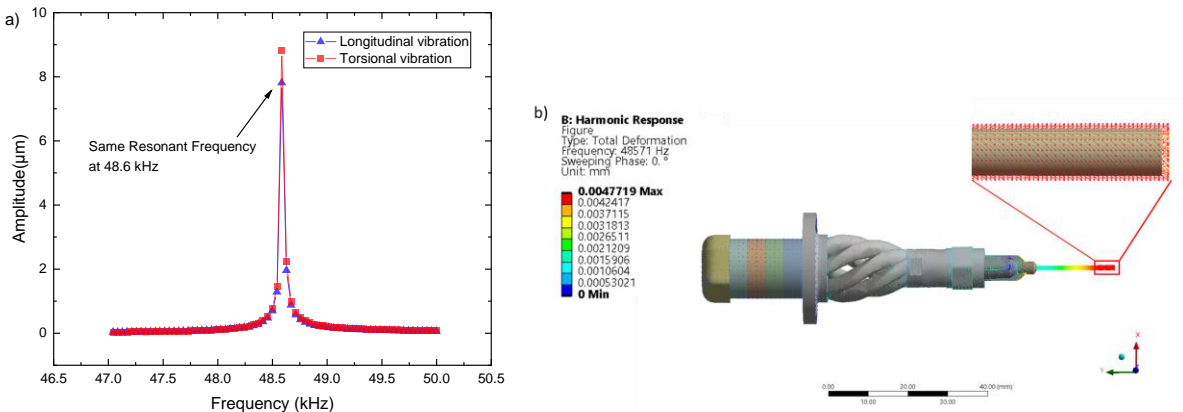 a)
10
8
6
4
2
0
Amplitude(μm)
Longitudinal vibration
Torsional vibration
Same Resonant Frequency
at 48.6 kHz
46.5 47.0 47.5 48.0 48.5 49.0 49.5 50.0 50.5
Frequency (kHz)
b)
B: Harmonic Response
Figure
Type: Total Deformation
Frequency: 48571 Hz
Sweeping Phase: 0. °
Unit: mm
0.0047719 Max
0.0042417
0.0037115
0.0031813
0.0026511
0.0021209
0.0015906
0.0010604
0.00053021
0 Min
0.00 20.00 40.00 (mm)
10.00 30.00
X
Y